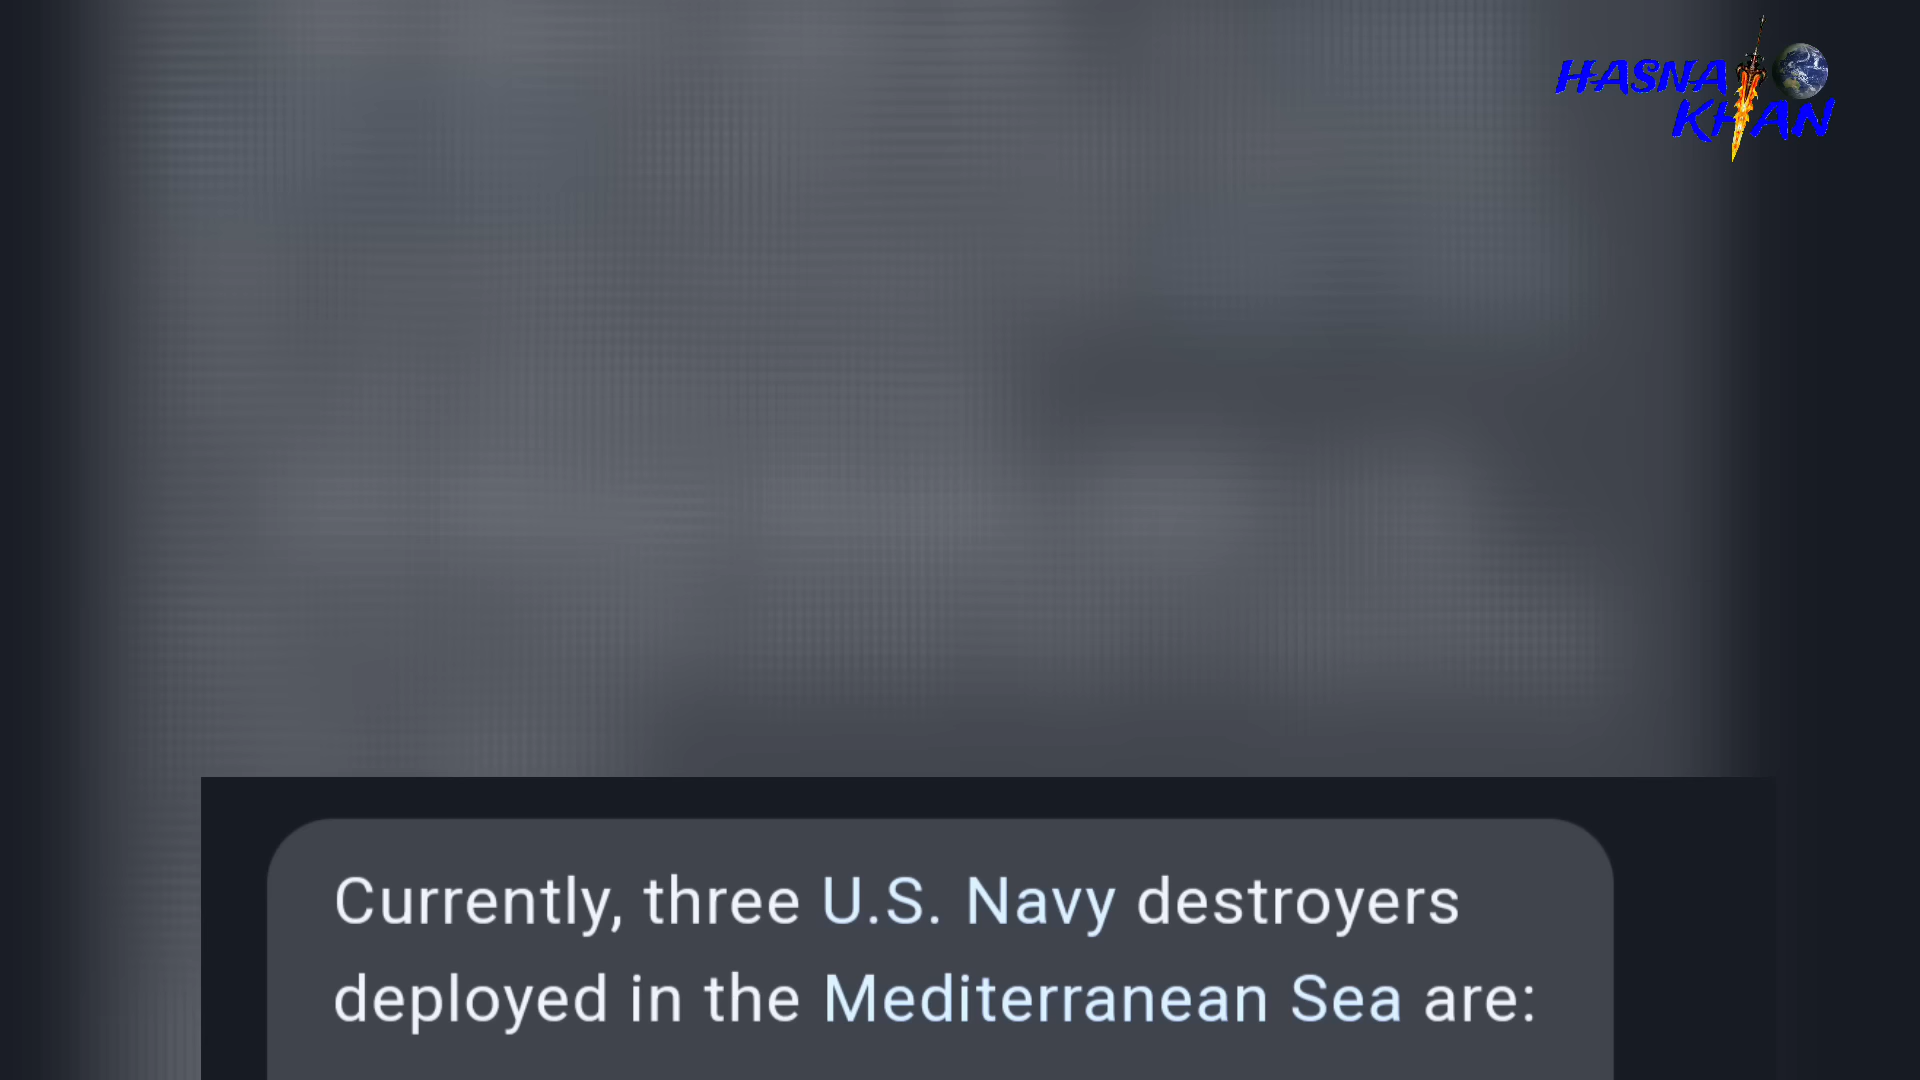 HASNA
KHAN
Currently, three U.S. Navy destroyers
deployed in the Mediterranean Sea are: